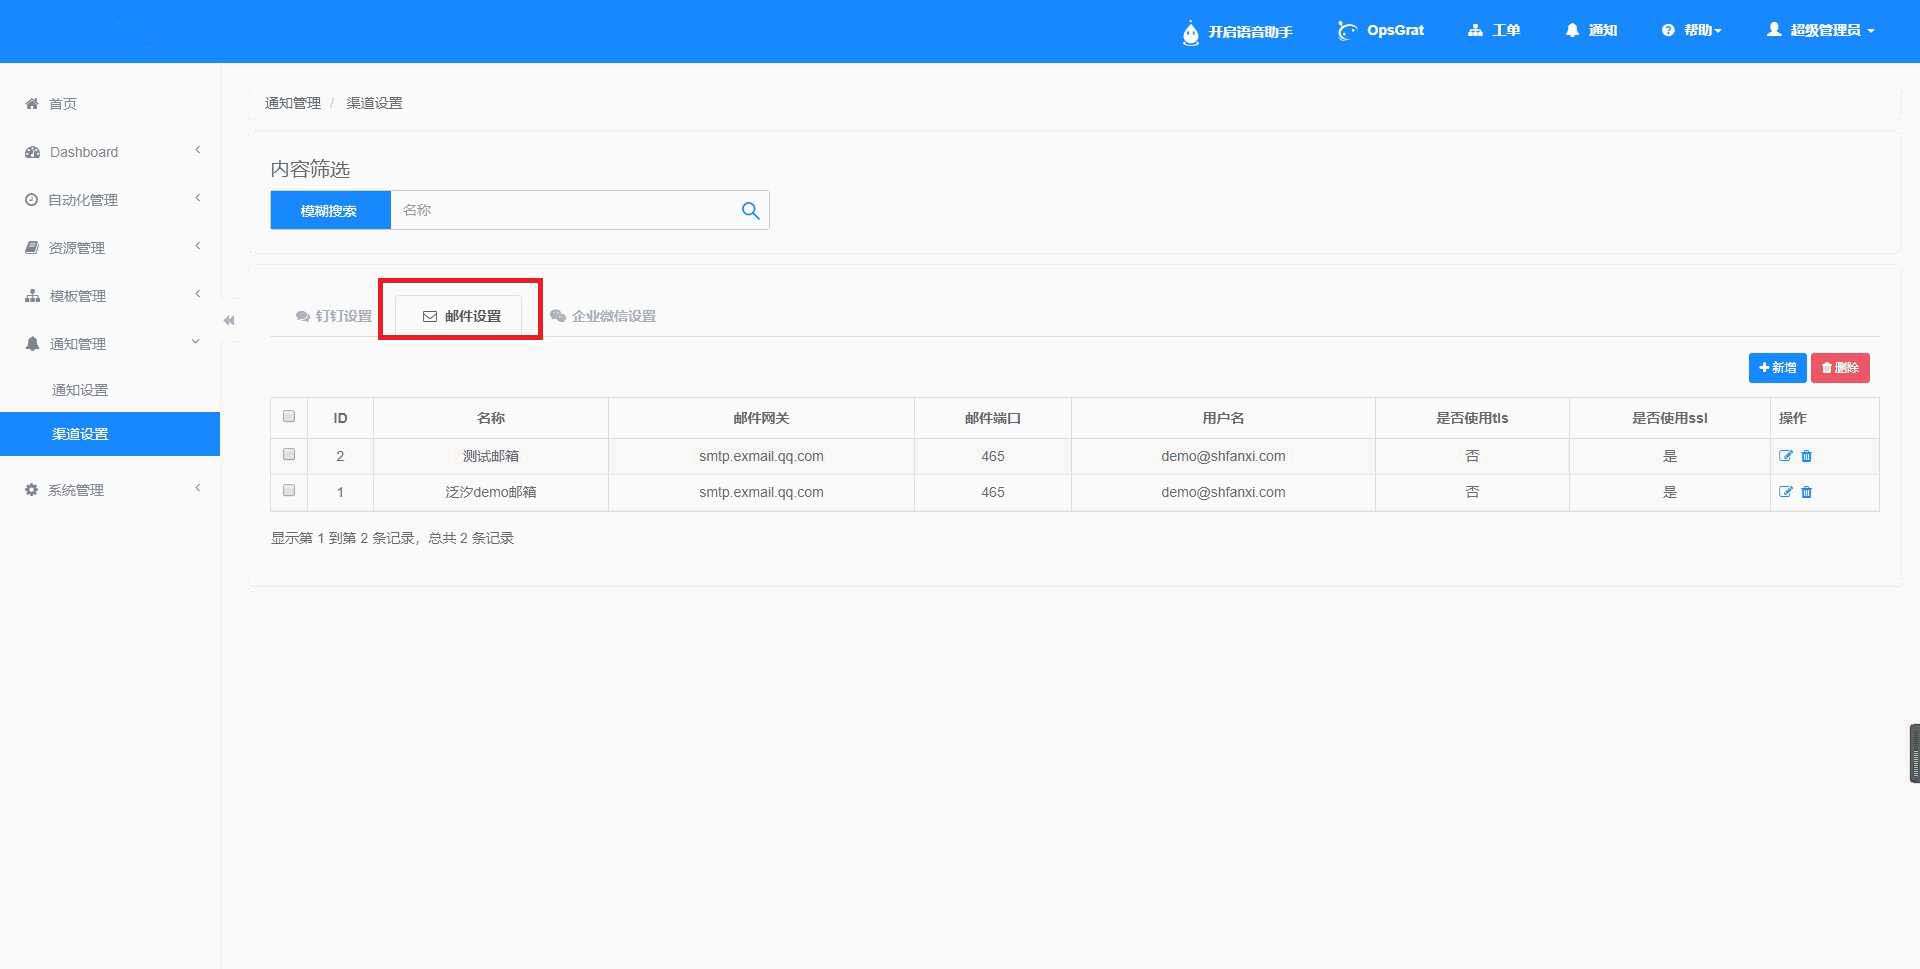 开启语音助手 OpsGrat 工单 通知 帮助 超级管理员
首页
Dashboard
自动化管理
资源管理
模板管理
通知管理
通知设置
渠道设置
系统管理
通知管理 / 渠道设置
内容筛选
模糊搜索 名称
钉钉设置 邮件设置 企业微信设置
新增 删除
ID 名称 邮件网关 邮件端口 用户名 是否使用tls 是否使用ssl 操作
2 测试邮箱 smtp.exmail.qq.com 465 demo@shfanxi.com 否 是
1 泛汐demo邮箱 smtp.exmail.qq.com 465 demo@shfanxi.com 否 是
显示第 1 到第 2 条记录，总共 2 条记录